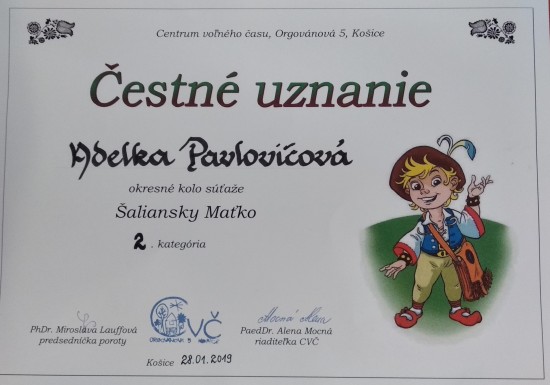 Centrum voľného času, Orgovánová 5, Košice
Čestné uznanie
Adelka Pavlovičová
okresné kolo súťaže
Šaliansky Maťko
2. kategória
CVČ
PhDr. Miroslava Lauffová
predsedníčka poroty
PaedDr. Alena Mocná
riaditeľka CVČ
Košice 28.01.2019